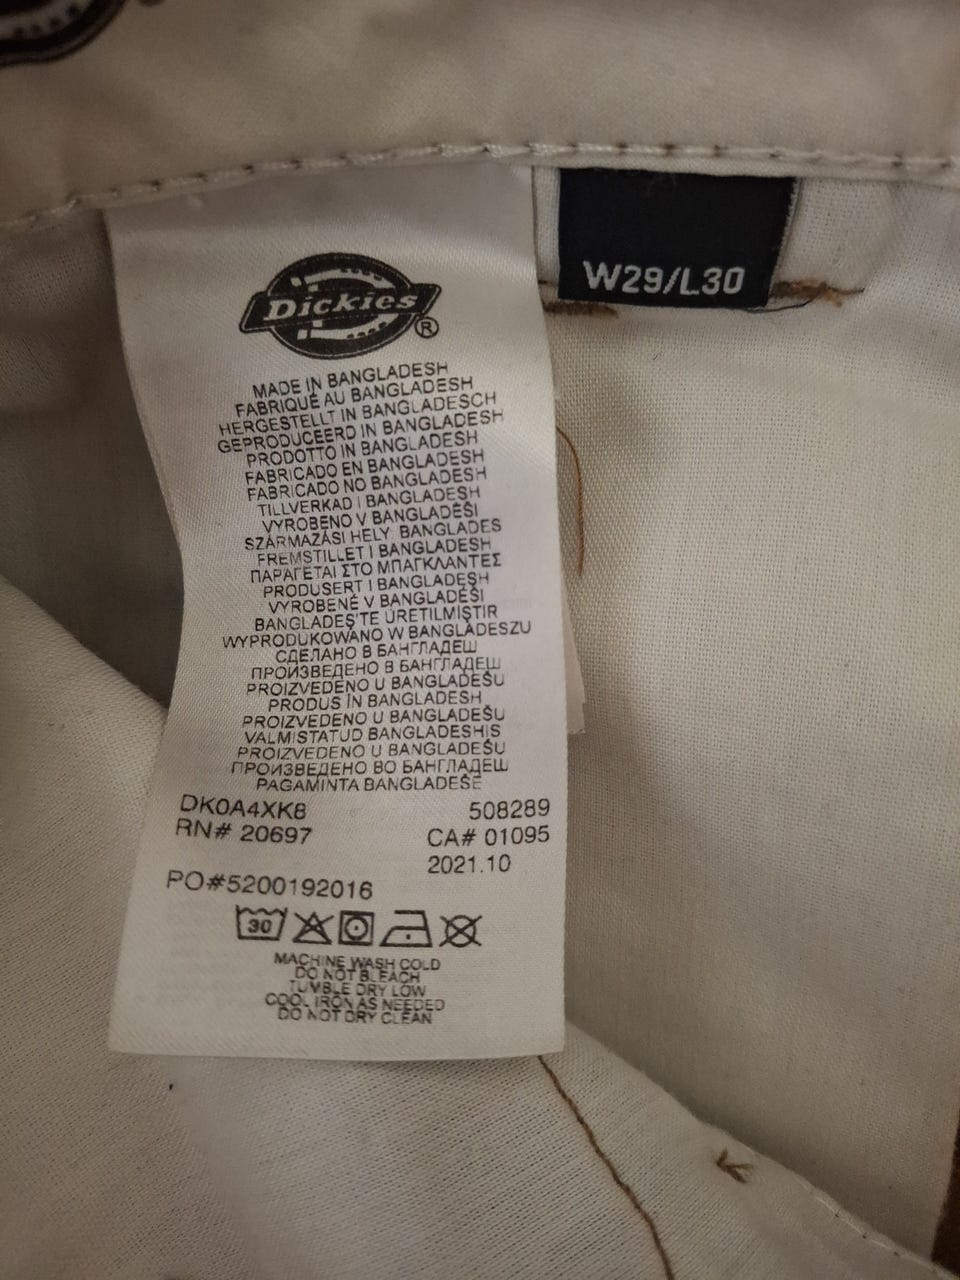 W29/L30
Dickies®
MADE IN BANGLADESH
FABRIQUÉ AU BANGLADESH
HERGESTELLT IN BANGLADESCH
GEPRODUCEERD IN BANGLADESH
PRODOTTO IN BANGLADESH
FABRICADO EN BANGLADESH
FABRICADO NO BANGLADESH
TILLVERKAD I BANGLADESH
VYROBENO V BANGLADÉŠI
SZÁRMAZÁSI HELY BANGLADES
FREMSTILLET I BANGLADESH
ΠΑΡΑΓΕΤΑΙ ΣΤΟ ΜΠΑΓΚΛΑΝΤΕΣ
PRODUSERT I BANGLADESH
VYROBENÉ V BANGLADÉŠI
BANGLADEŞ'TE ÜRETILMIŞTIR
WYPRODUKOWANO W BANGLADESZU
СДЕЛАНО В БАНГЛАДЕШ
ПРОИЗВЕДЕНО В БАНГЛАДЕШ
PROIZVEDENO U BANGLADEŠU
PRODUS ÎN BANGLADESH
PROIZVEDENO U BANGLADEŠU
VALMISTATUD BANGLADESHIS
PROIZVEDENO U BANGLADEŠU
ПРОИЗВЕДЕНО ВО БАНГЛАДЕШ
PAGAMINTA BANGLADEŠE
DK0A4XK8 508289
RN# 20697 CA# 01095
2021.10
PO#5200192016
30
MACHINE WASH COLD
DO NOT BLEACH
TUMBLE DRY LOW
COOL IRON AS NEEDED
DO NOT DRY CLEAN